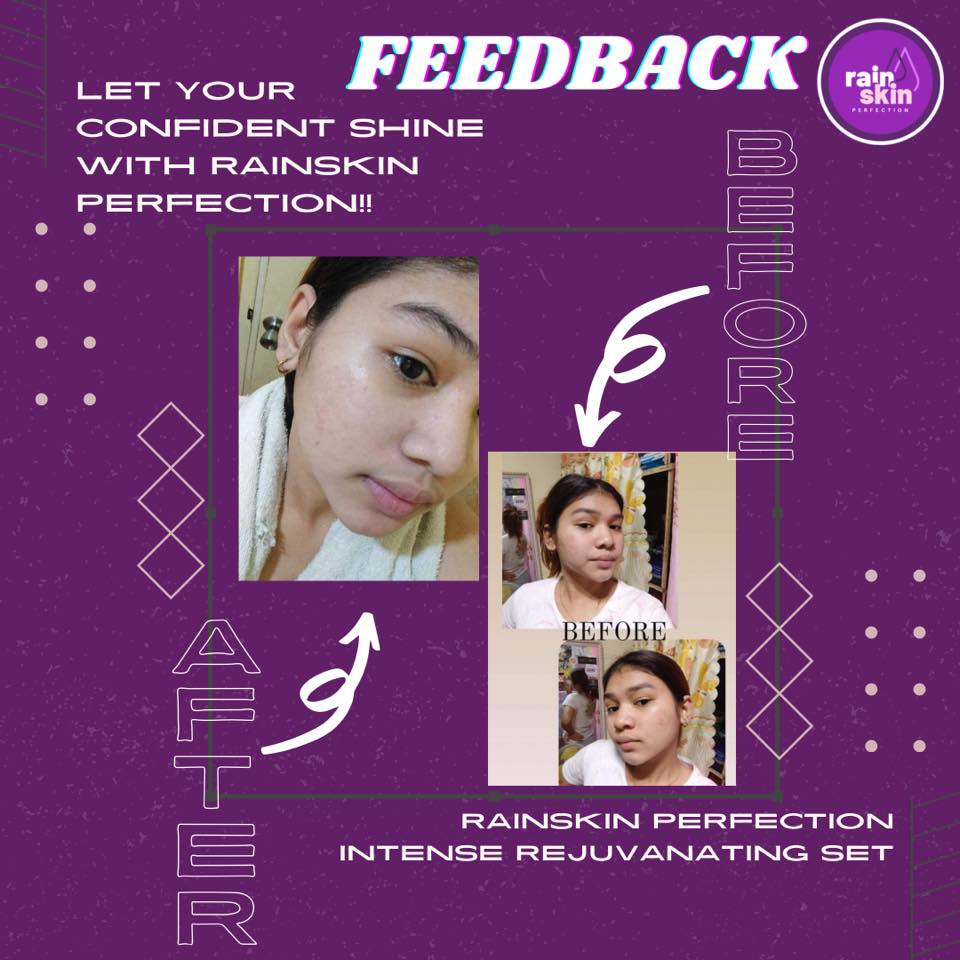 FEEDBACK
rain
skin
PERFECTION
LET YOUR
CONFIDENT SHINE
WITH RAINSKIN
PERFECTION!!
BEFORE
BEFORE
AFTER
RAINSKIN PERFECTION
INTENSE REJUVANATING SET